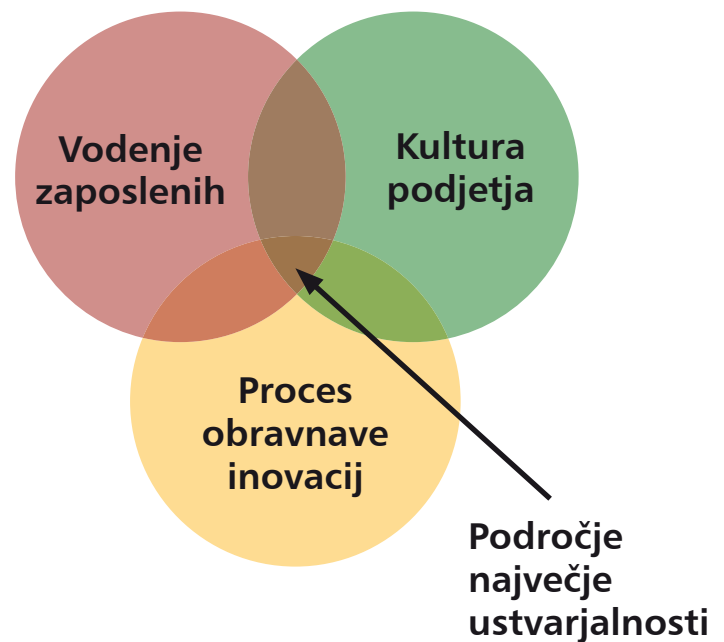 Vodenje
zaposlenih
Kultura
podjetja
Proces
obravnave
inovacij
Področje
največje
ustvarjalnosti